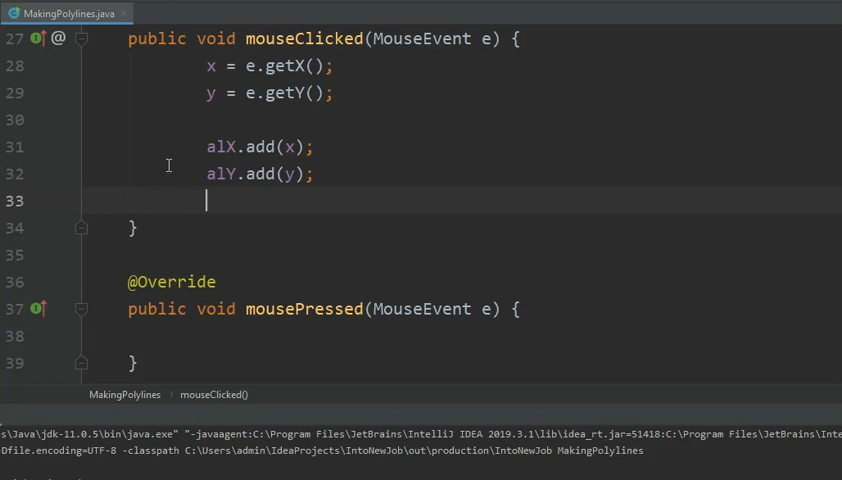 MakingPolylines.java
27 @ public void mouseClicked(MouseEvent e) {
28 x = e.getX();
29 y = e.getY();
30
31 alX.add(x);
32 alY.add(y);
33
34 }
35
36 @Override
37 public void mousePressed(MouseEvent e) {
38
39 }
MakingPolylines > mouseClicked()
s\Java\jdk-11.0.5\bin\java.exe" "-javaagent:C:\Program Files\JetBrains\IntelliJ IDEA 2019.3.1\lib\idea_rt.jar=51418:C:\Program Files\JetBrains\Inte
Dfile.encoding=UTF-8 -classpath C:\Users\admin\IdeaProjects\IntoNewJob\out\production\IntoNewJob MakingPolylines